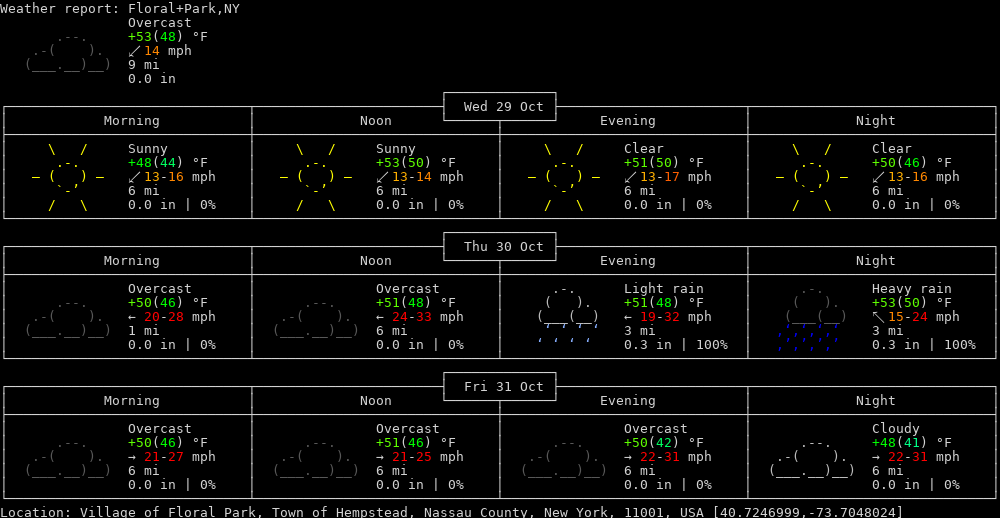 Weather report: Floral+Park,NY
Overcast
+53(48) °F
↙ 14 mph
9 mi
0.0 in
Wed 29 Oct
Morning Noon Evening Night
Sunny Sunny Clear Clear
+48(44) °F +53(50) °F +51(50) °F +50(46) °F
↙ 13-16 mph ↙ 13-14 mph ↙ 13-17 mph ↙ 13-16 mph
6 mi 6 mi 6 mi 6 mi
0.0 in | 0% 0.0 in | 0% 0.0 in | 0% 0.0 in | 0%
Thu 30 Oct
Morning Noon Evening Night
Overcast Overcast Light rain Heavy rain
+50(46) °F +51(48) °F +51(48) °F +53(50) °F
← 20-28 mph ← 24-33 mph ← 19-32 mph ↖ 15-24 mph
1 mi 6 mi 3 mi 3 mi
0.0 in | 0% 0.0 in | 0% 0.3 in | 100% 0.3 in | 100%
Fri 31 Oct
Morning Noon Evening Night
Overcast Overcast Overcast Cloudy
+50(46) °F +51(46) °F +50(42) °F +48(41) °F
→ 21-27 mph → 21-25 mph → 22-31 mph → 22-31 mph
6 mi 6 mi 6 mi 6 mi
0.0 in | 0% 0.0 in | 0% 0.0 in | 0% 0.0 in | 0%
Location: Village of Floral Park, Town of Hempstead, Nassau County, New York, 11001, USA [40.7246999,-73.7048024]